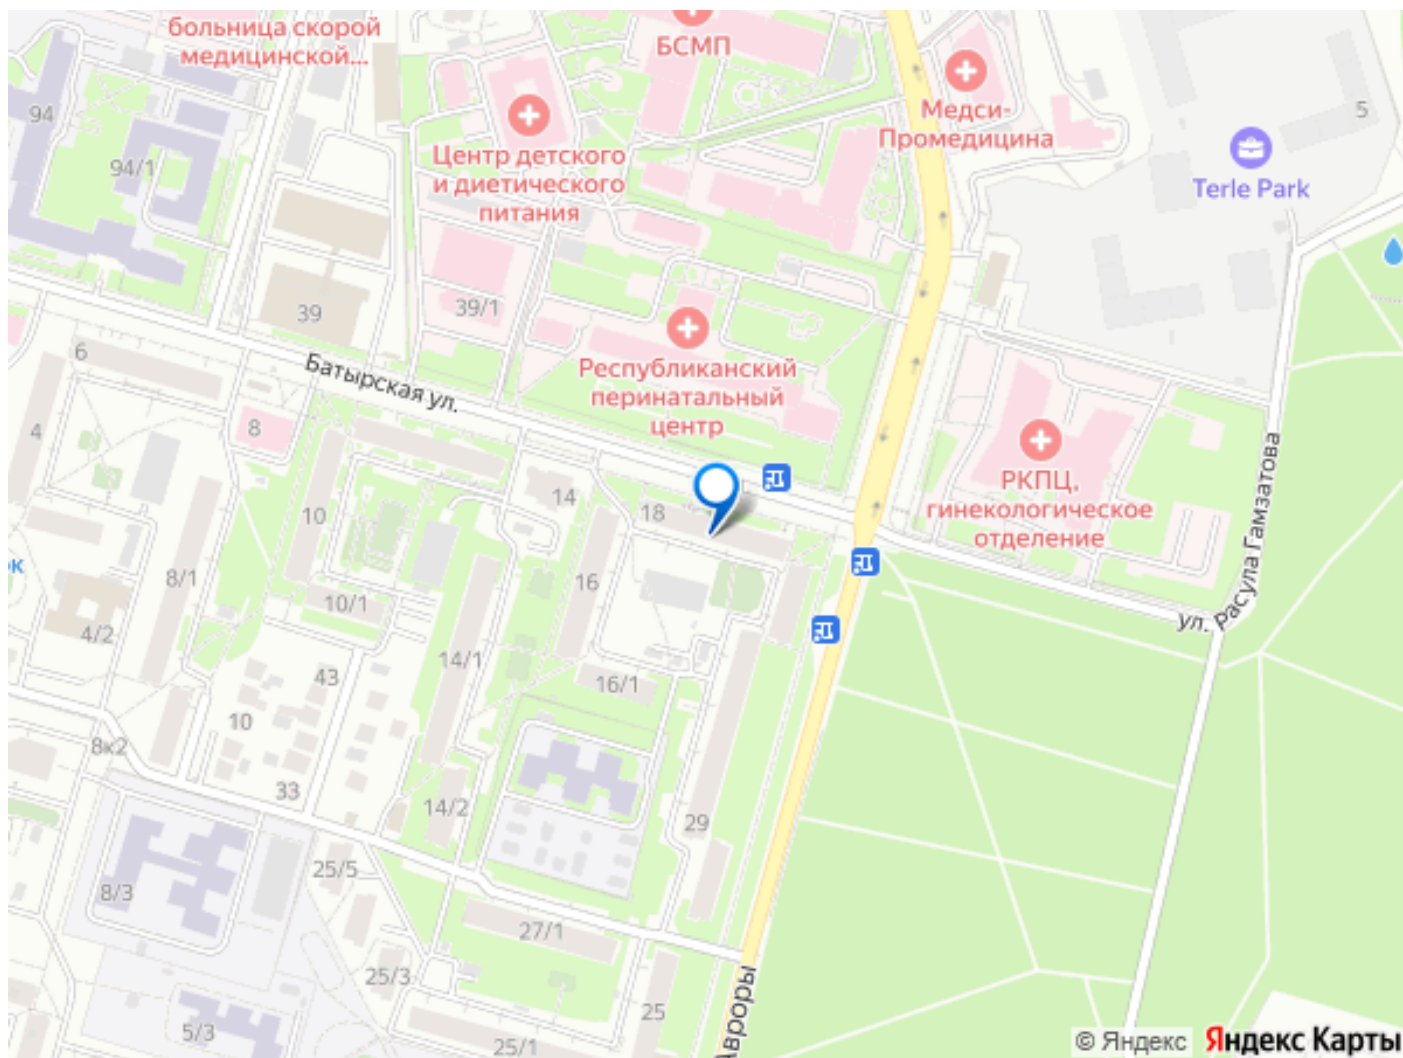 больница скорой
медицинской...
БСМП
Медси-
Промедицина
5
94
94/1
Центр детского
и диетического
питания
Terle Park
39
39/1
Республиканский
перинатальный
центр
6
Батырская ул.
4
8
РКПЦ,
гинекологическое
отделение
ул. Расула Гамзатова
14
18
10
16
ок
8/1
10/1
4/2
14/1
43
16/1
10
8к2
33
14/2
29
25/5
8/3
27/1
25/3
Авроры
25
5/3
25/1
© Яндекс
Яндекс Карты